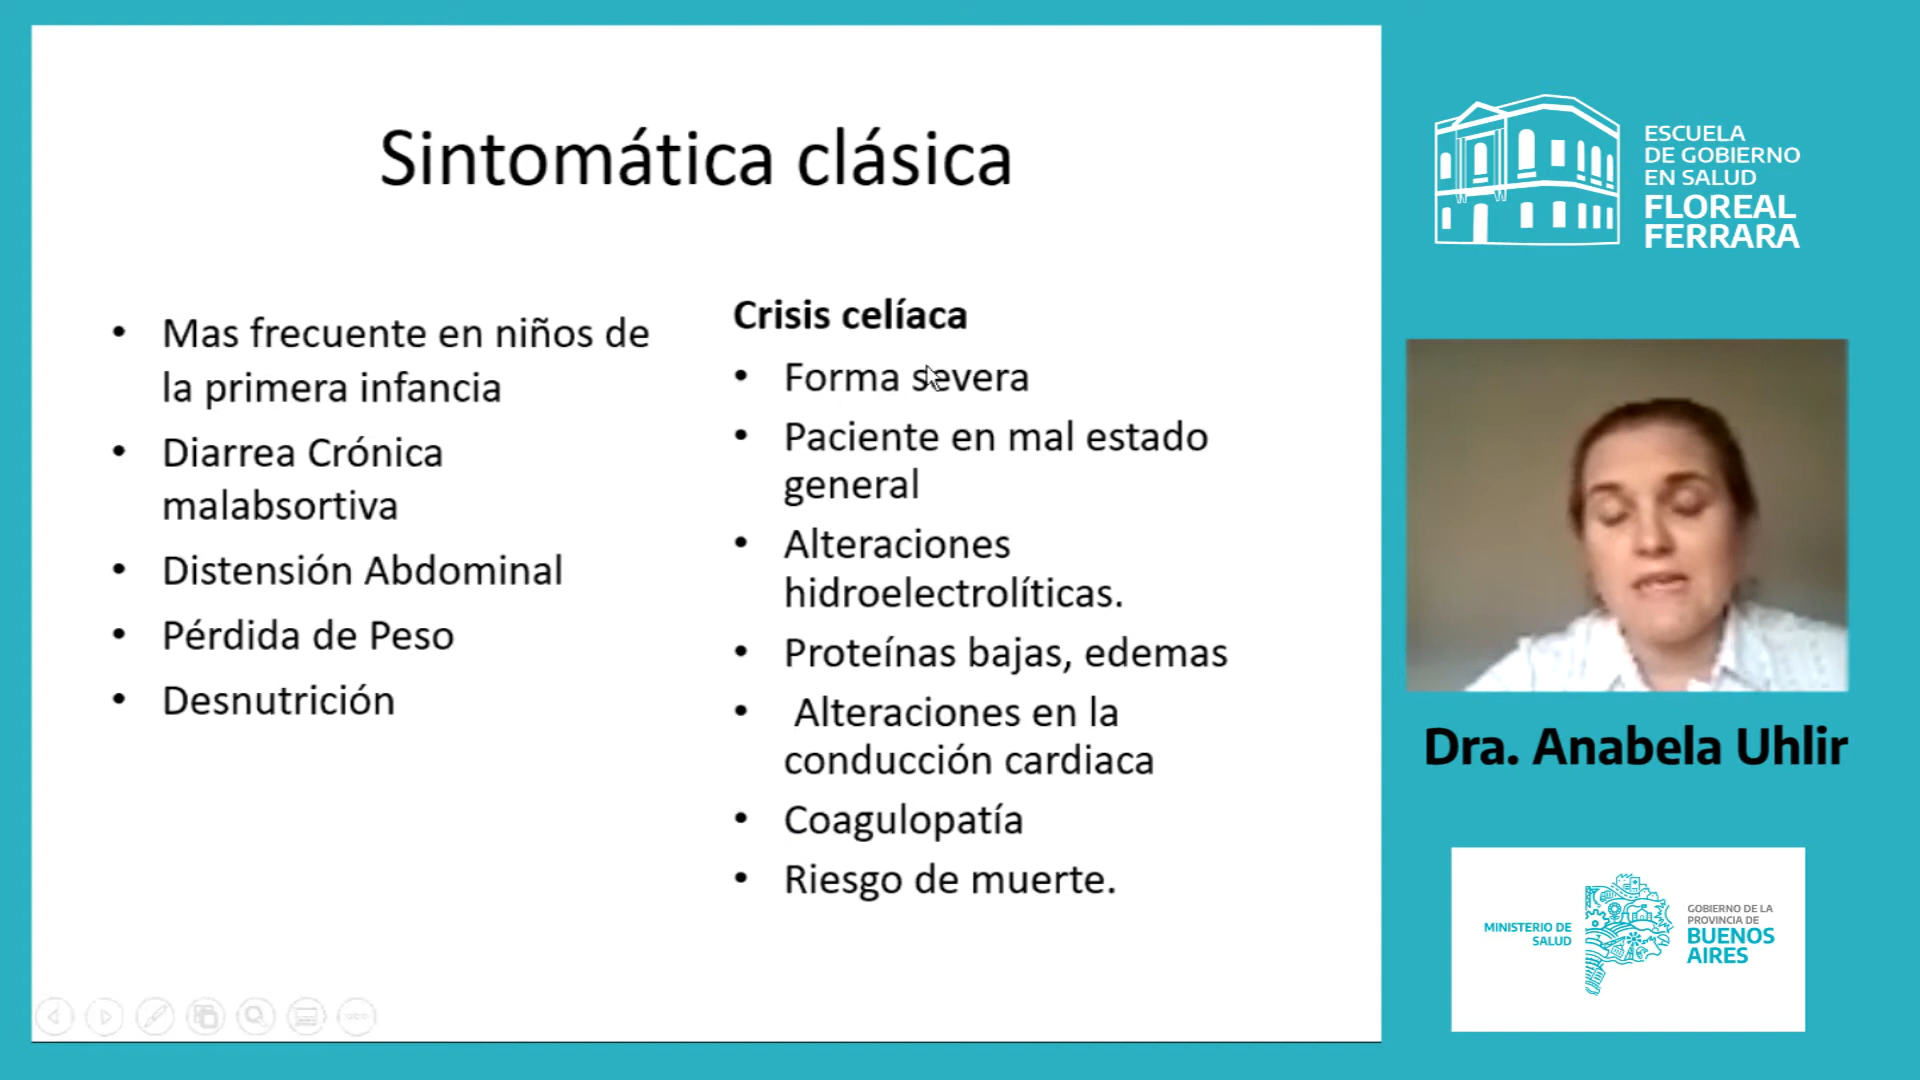 Sintomática clásica
• Mas frecuente en niños de
la primera infancia
• Diarrea Crónica
malabsortiva
• Distensión Abdominal
• Pérdida de Peso
• Desnutrición
Crisis celíaca
• Forma severa
• Paciente en mal estado
general
• Alteraciones
hidroelectrolíticas.
• Proteínas bajas, edemas
• Alteraciones en la
conducción cardiaca
• Coagulopatía
• Riesgo de muerte.
ESCUELA
DE GOBIERNO
EN SALUD
FLOREAL
FERRARA
Dra. Anabela Uhlir
MINISTERIO DE
SALUD
GOBIERNO DE LA
PROVINCIA DE
BUENOS
AIRES